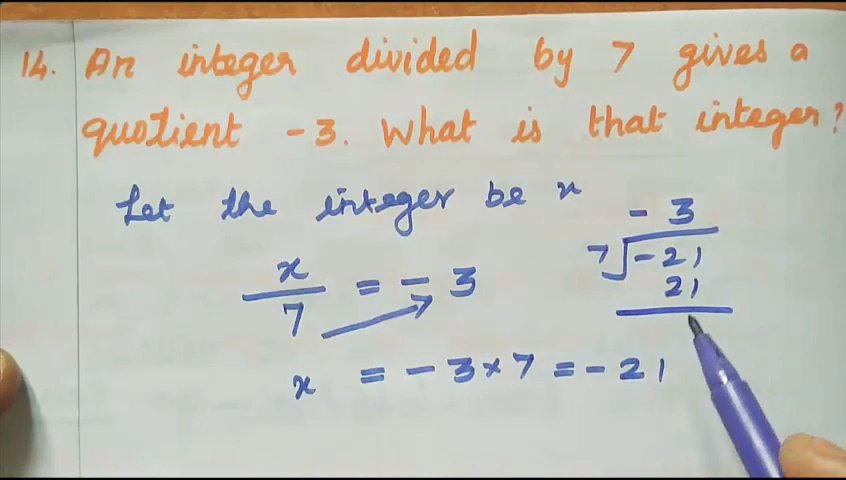 14. An integer divided by 7 gives a
quotient -3. What is that integer?
Let the integer be x
x/7 = -3
x = -3×7 = -21
-3
7)-21
21